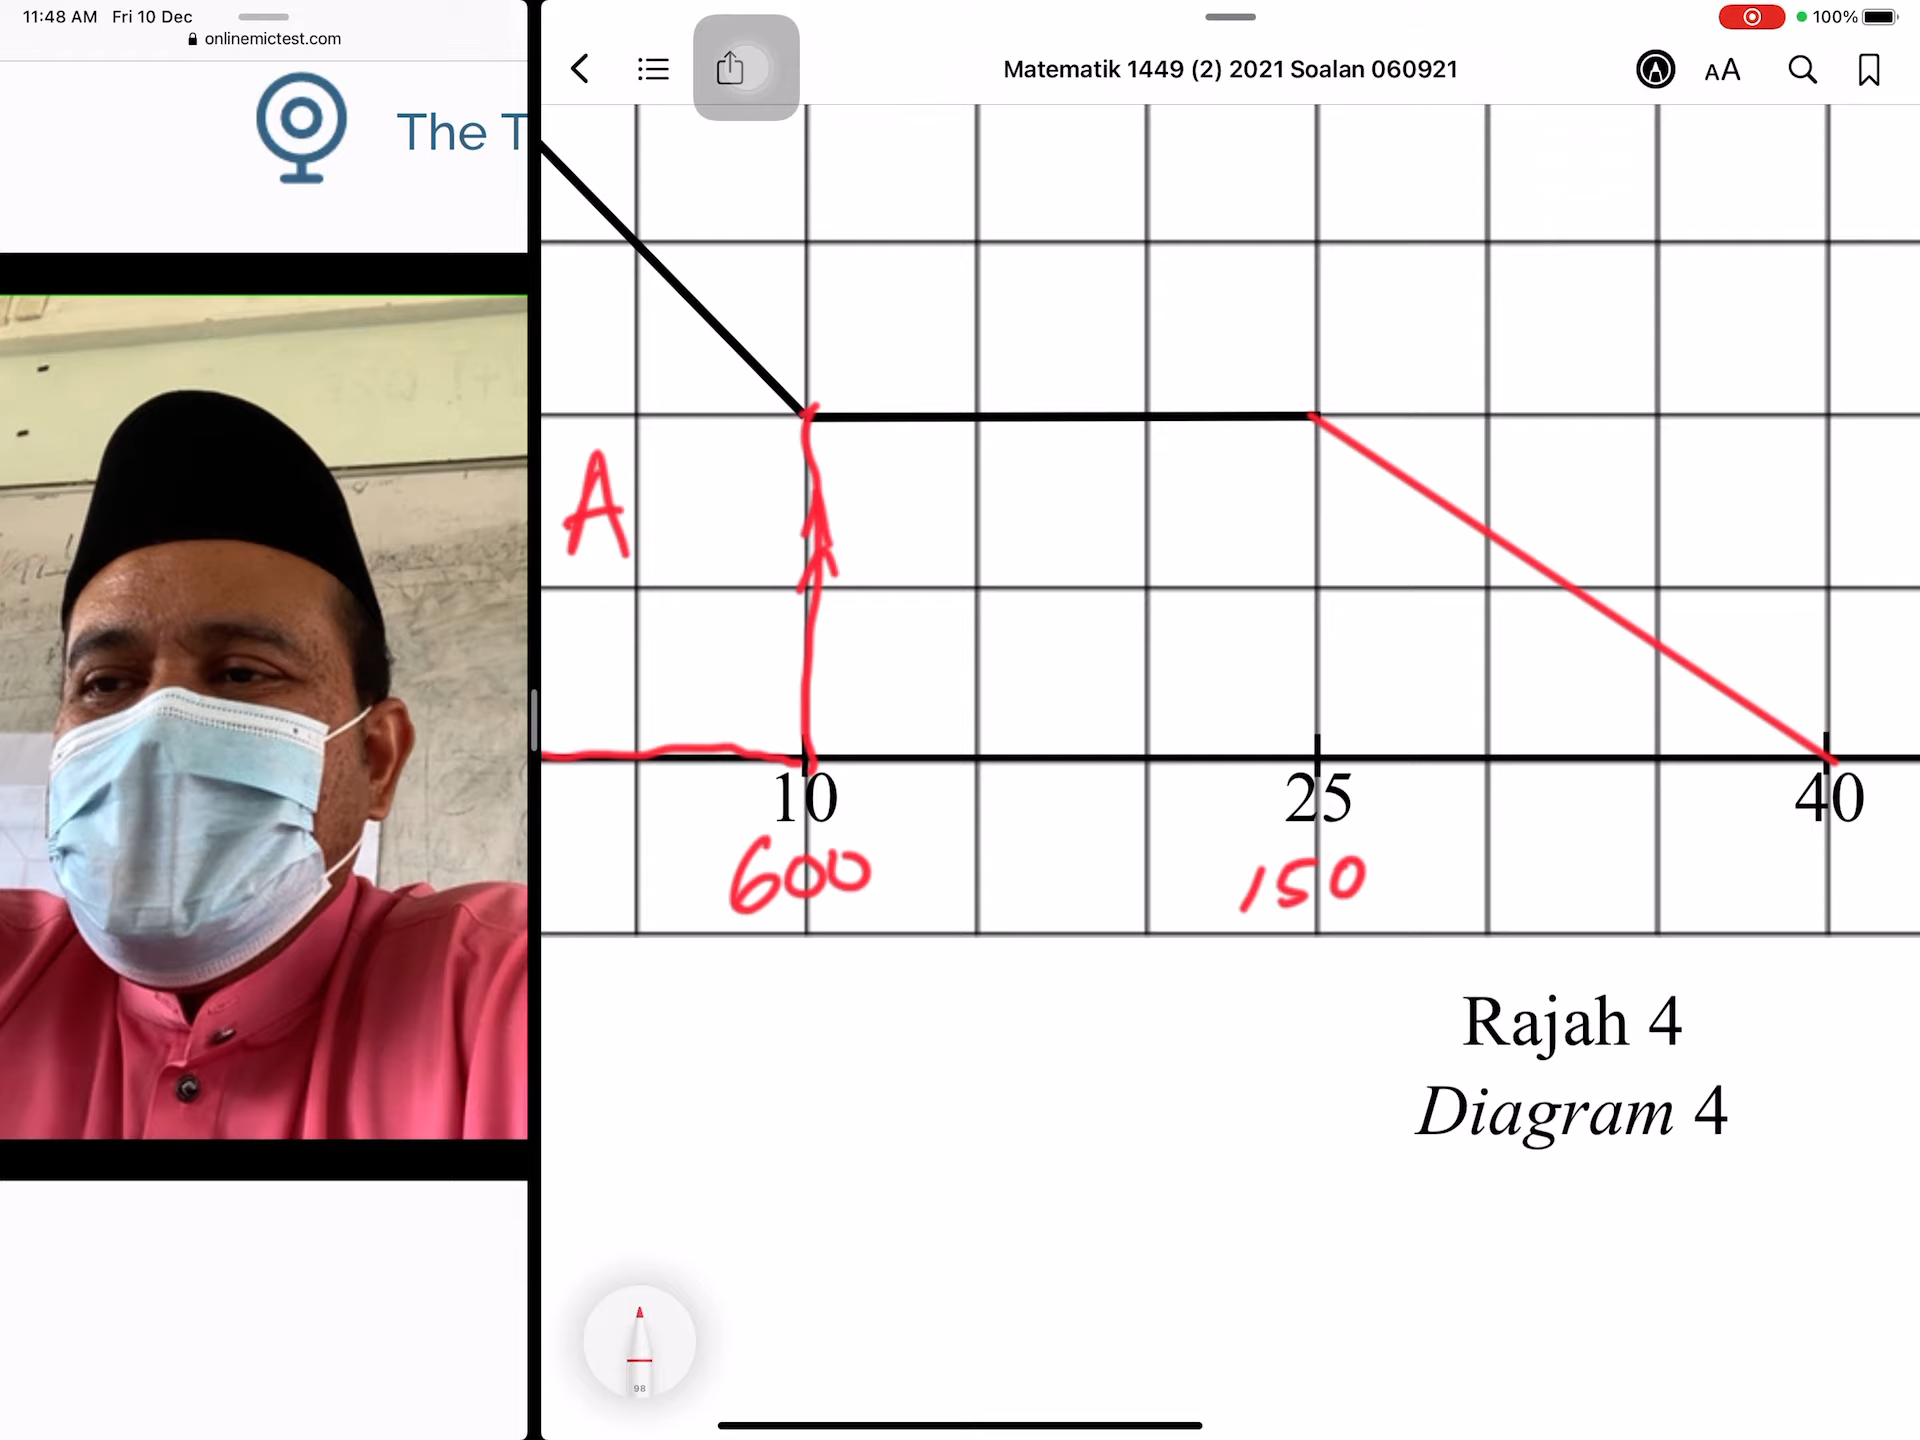 11:48 AM Fri 10 Dec
onlinemictest.com
The T
100%
Matematik 1449 (2) 2021 Soalan 060921
AA
A
10
25
40
600
150
Rajah 4
Diagram 4
98